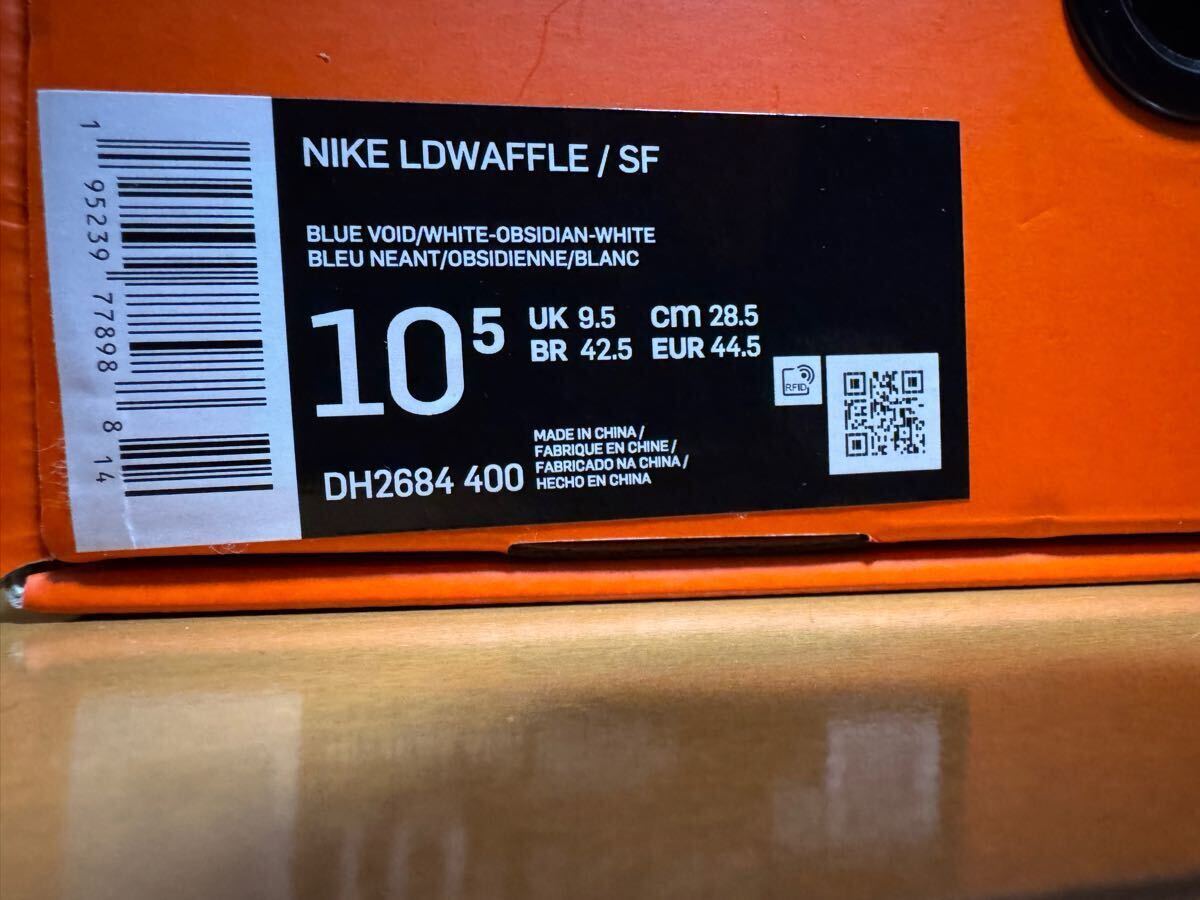 1 95239 77898 8 14
NIKE LDWAFFLE / SF
BLUE VOID/WHITE-OBSIDIAN-WHITE
BLEU NEANT/OBSIDIENNE/BLANC
10 5
UK 9.5 cm 28.5
BR 42.5 EUR 44.5
RFID
MADE IN CHINA /
FABRIQUE EN CHINE /
FABRICADO NA CHINA /
HECHO EN CHINA
DH2684 400